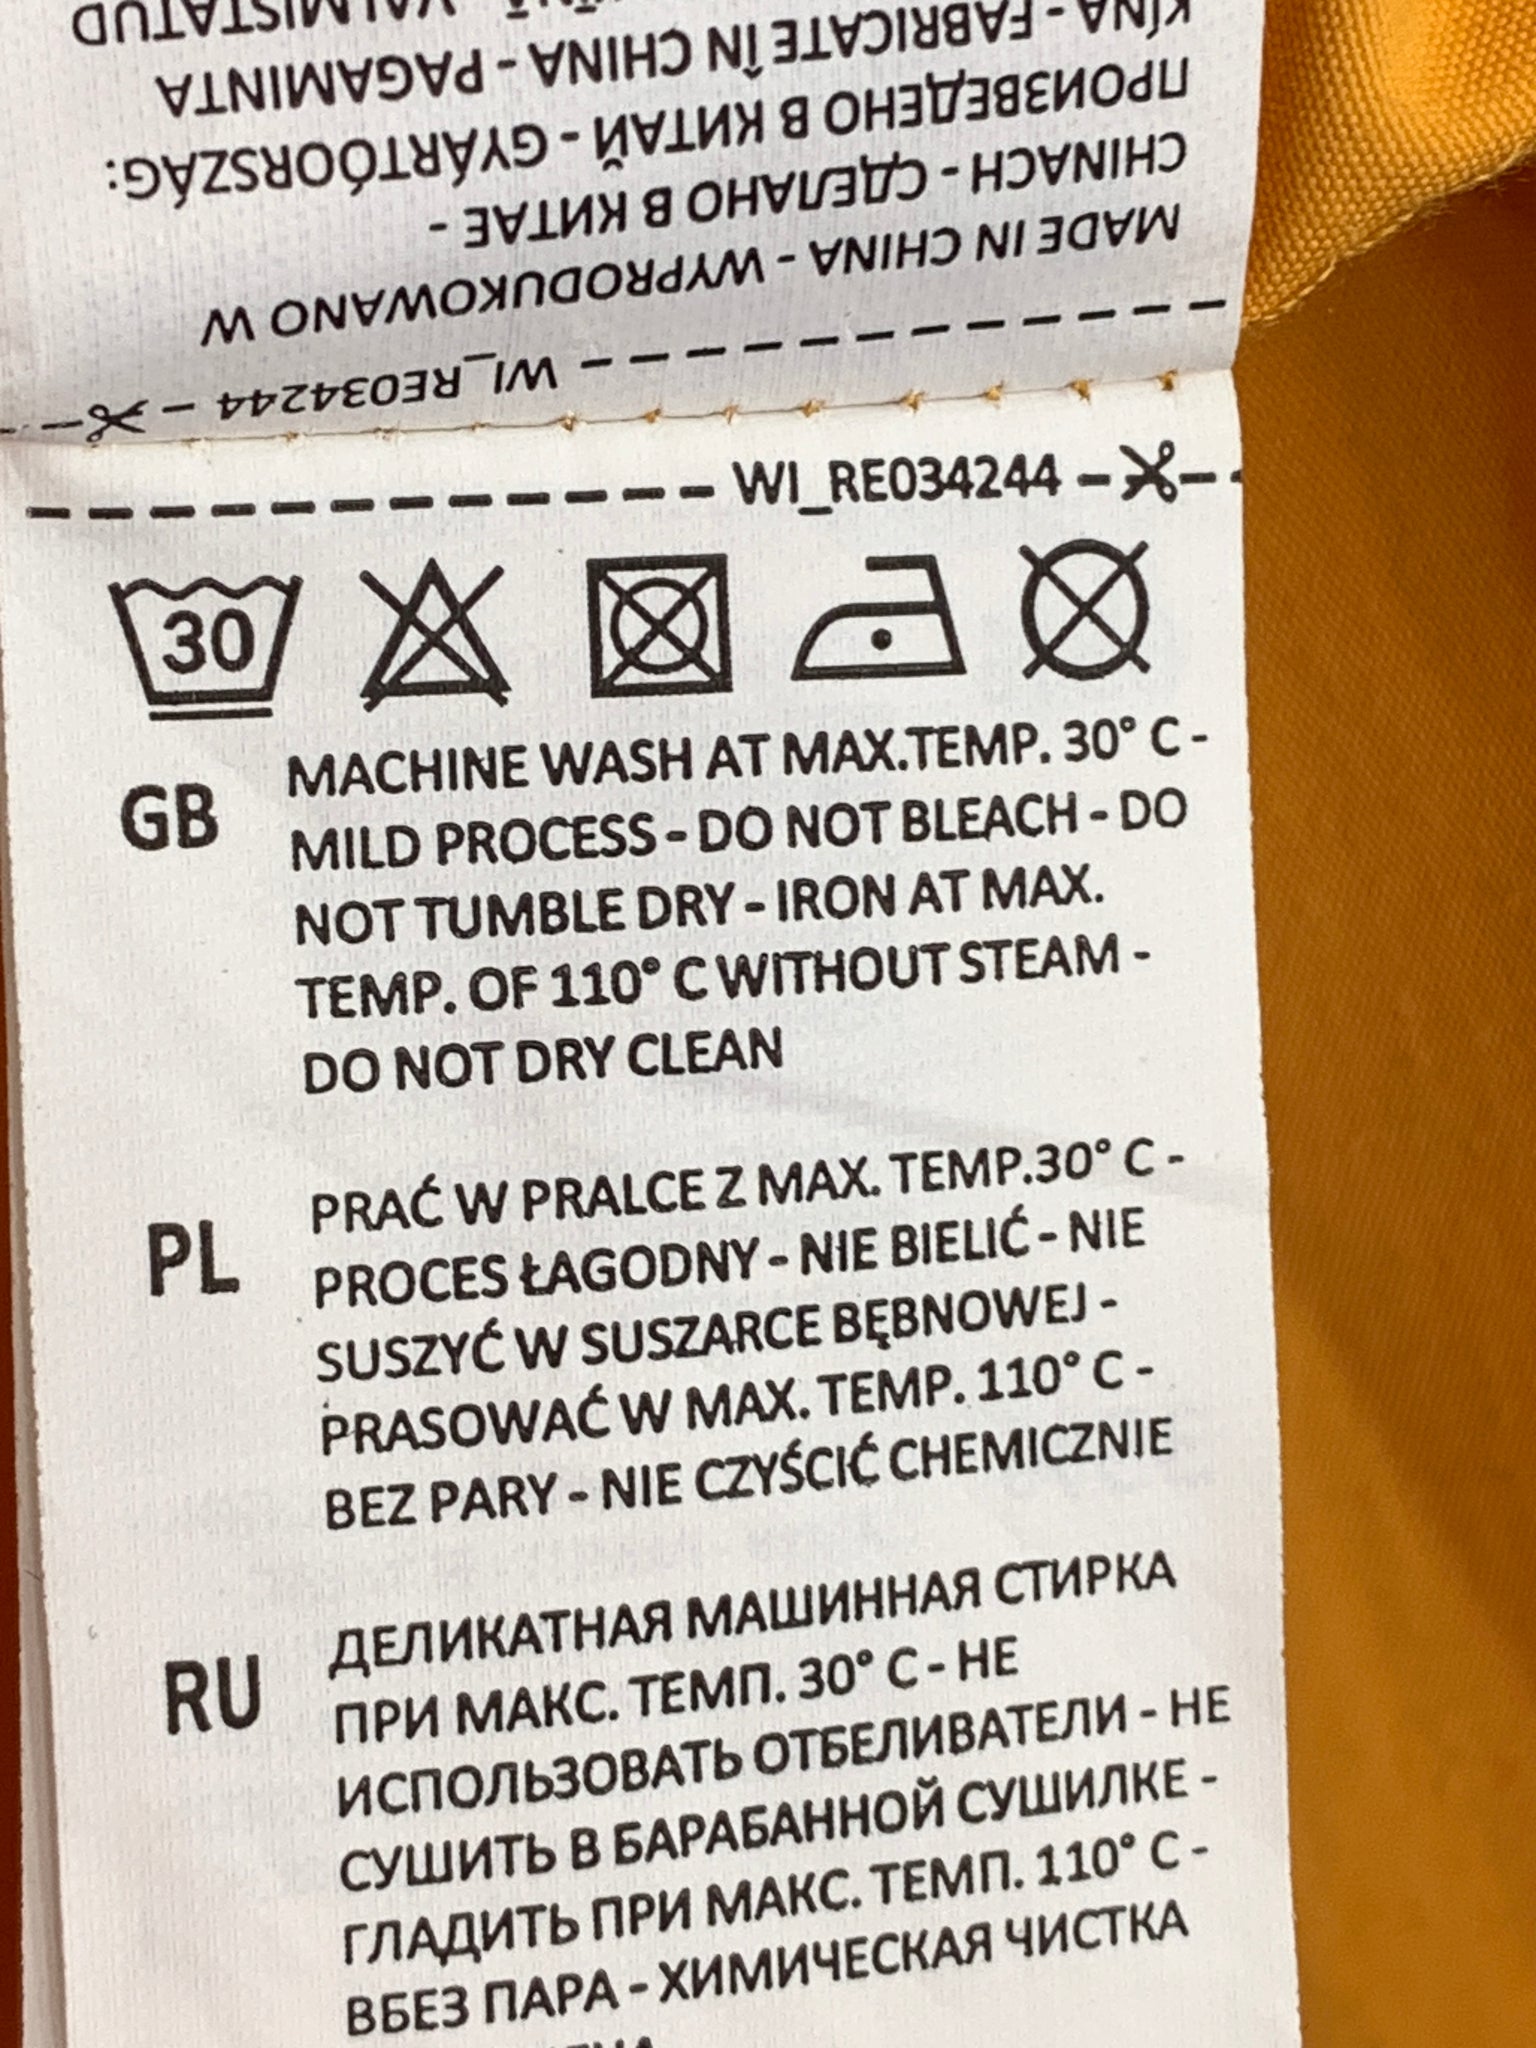 MADE IN CHINA - WYPRODUKOWANO W
CHINACH - СДЕЛАНО В КИТАЕ -
ПРОИЗВЕДЕНО В КИТАЙ - GYÁRTÓORSZÁG:
KÍNA - FABRICATE ÎN CHINA - PAGAMINTA
VALMISTATUD
WI_RE034244
WI_RE034244
30
GB
MACHINE WASH AT MAX.TEMP. 30° C -
MILD PROCESS - DO NOT BLEACH - DO
NOT TUMBLE DRY - IRON AT MAX.
TEMP. OF 110° C WITHOUT STEAM -
DO NOT DRY CLEAN
PL
PRAĆ W PRALCE Z MAX. TEMP.30° C -
PROCES ŁAGODNY - NIE BIELIĆ - NIE
SUSZYĆ W SUSZARCE BĘBNOWEJ -
PRASOWAĆ W MAX. TEMP. 110° C -
BEZ PARY - NIE CZYŚCIĆ CHEMICZNIE
RU
ДЕЛИКАТНАЯ МАШИННАЯ СТИРКА
ПРИ МАКС. ТЕМП. 30° C - НЕ
ИСПОЛЬЗОВАТЬ ОТБЕЛИВАТЕЛИ - НЕ
СУШИТЬ В БАРАБАННОЙ СУШИЛКЕ -
ГЛАДИТЬ ПРИ МАКС. ТЕМП. 110° C -
ВБЕЗ ПАРА - ХИМИЧЕСКАЯ ЧИСТКА